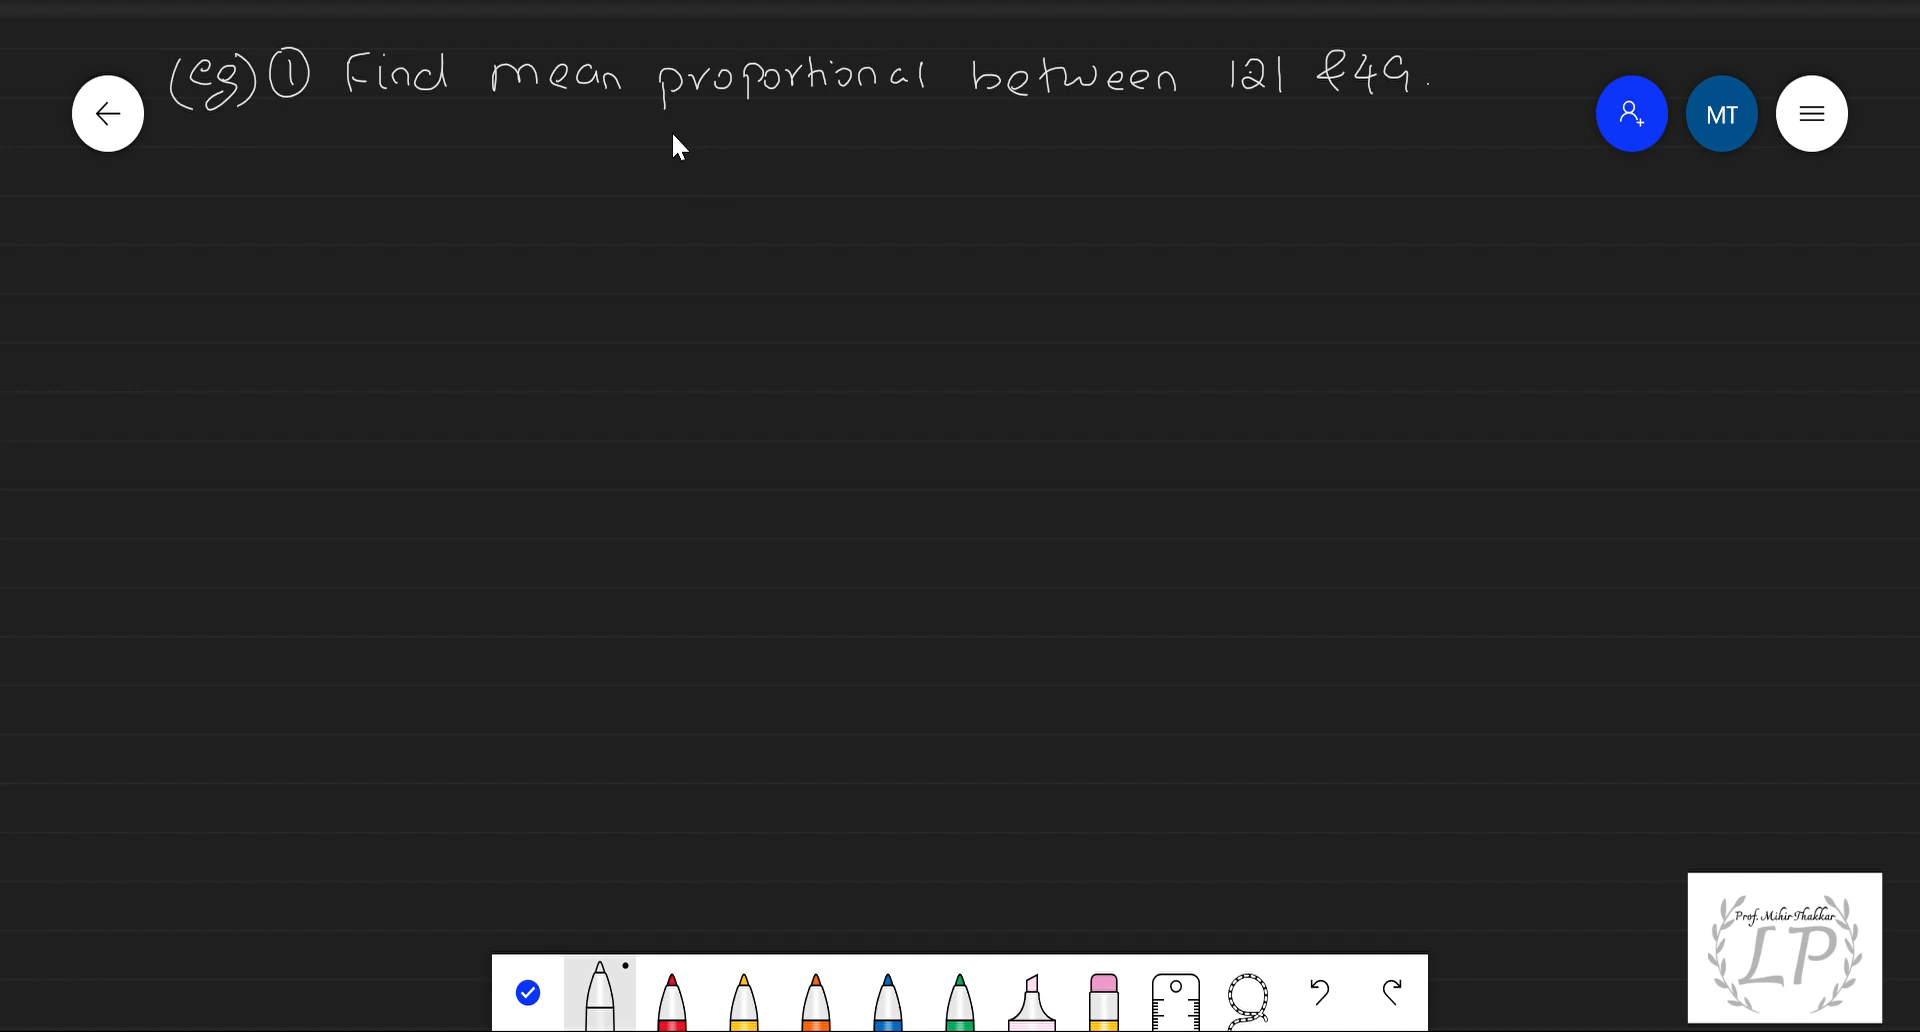 (eg) ① Find mean proportional between 121 & 49.
MT
Prof. Mihir Thakkar
LP